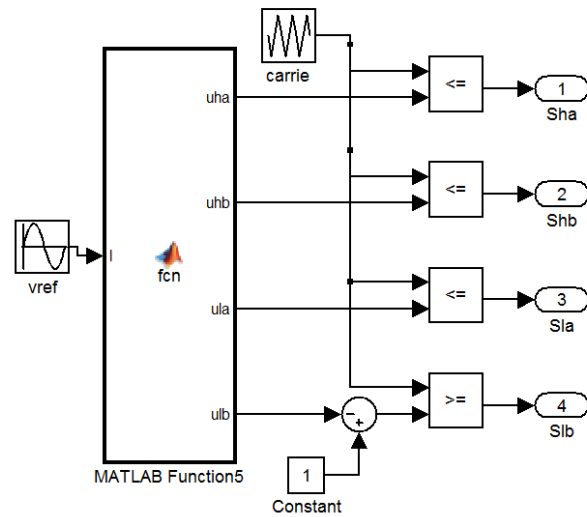 carrie
uha
<=
1
Sha
uhb
<=
2
Shb
vref
I
fcn
ula
<=
3
Sla
ulb
- +
>=
4
Slb
MATLAB Function5
1
Constant